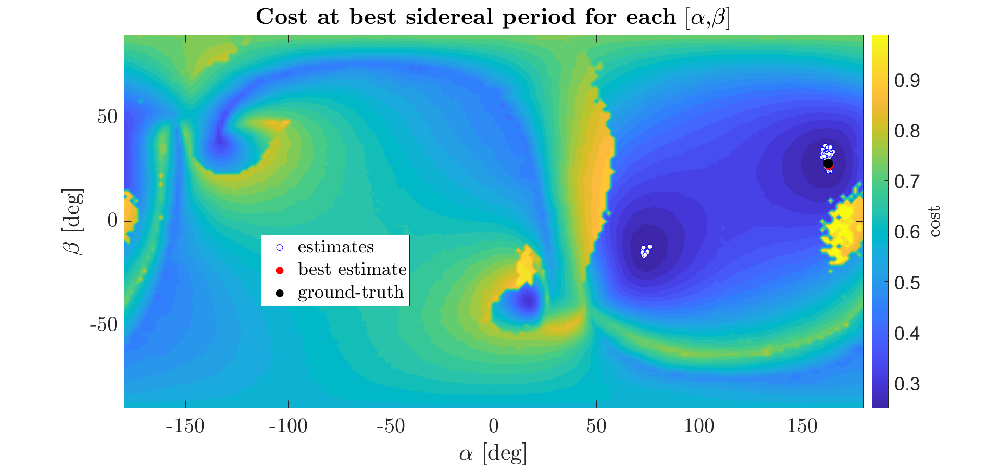 Cost at best sidereal period for each [α,β]
50
0
-50
β [deg]
estimates
best estimate
ground-truth
-150
-100
-50
0
50
100
150
α [deg]
0.9
0.8
0.7
0.6
0.5
0.4
0.3
cost